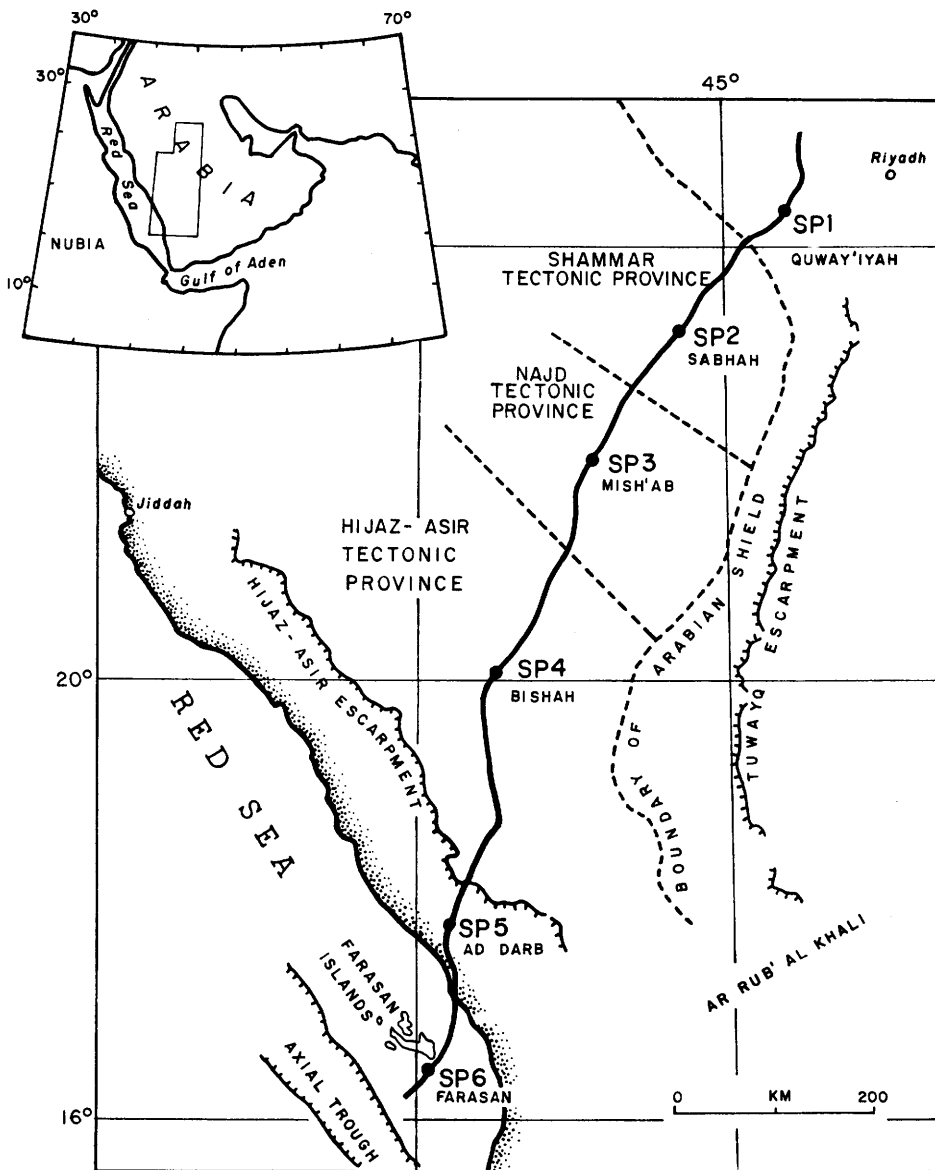 30°
70°
30°
10°
ARABIA
Red Sea
NUBIA
Gulf of Aden
45°
Riyadh
SP1
QUWAY'IYAH
SHAMMAR
TECTONIC PROVINCE
SP2
SABHAH
NAJD
TECTONIC
PROVINCE
SP3
MISH'AB
Jiddah
HIJAZ-ASIR
TECTONIC
PROVINCE
HIJAZ-ASIR ESCARPMENT
BOUNDARY OF ARABIAN SHIELD
TUWAYQ ESCARPMENT
20°
SP4
BISHAH
RED SEA
SP5
AD DARB
FARASAN
ISLANDS
AR RUB' AL KHALI
AXIAL TROUGH
SP6
FARASAN
16°
0 KM 200